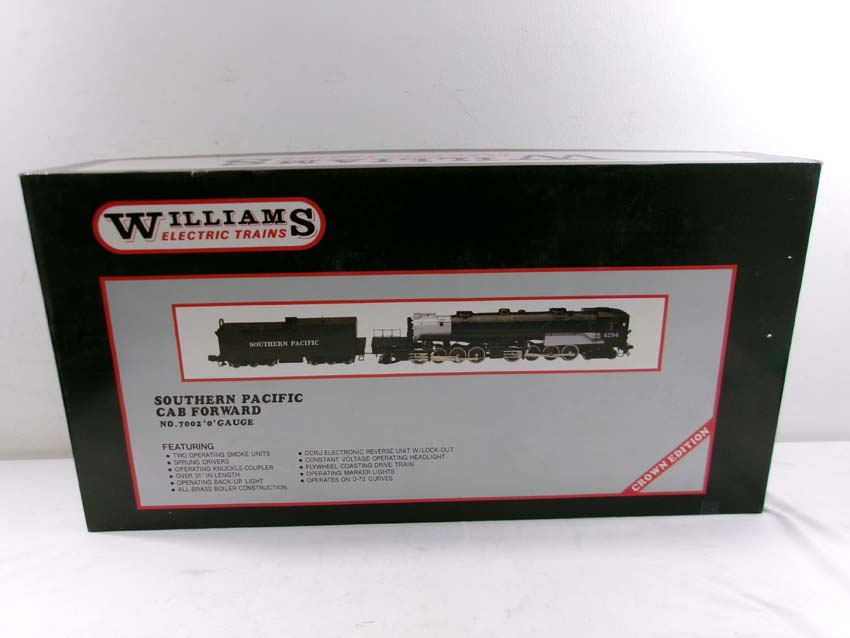 WILLIAMS
WILLIAMS
ELECTRIC TRAINS
SOUTHERN PACIFIC
4294
SOUTHERN PACIFIC
CAB FORWARD
NO. 7002 'O' GAUGE
FEATURING
• TWO OPERATING SMOKE UNITS
• SPRUNG DRIVERS
• OPERATING KNUCKLE COUPLER
• OVER 31" IN LENGTH
• OPERATING BACK-UP LIGHT
• ALL-BRASS BOILER CONSTRUCTION
• DCRU ELECTRONIC REVERSE UNIT W/LOCK-OUT
• CONSTANT VOLTAGE OPERATING HEADLIGHT
• FLYWHEEL COASTING DRIVE TRAIN
• OPERATING MARKER LIGHTS
• OPERATES ON 0-72 CURVES
CROWN EDITION